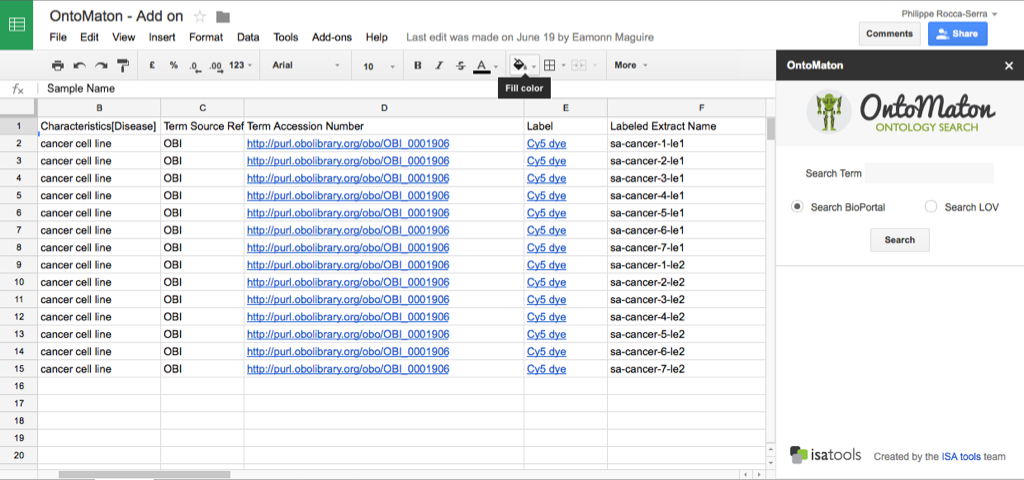 OntoMaton - Add on
Philippe Rocca-Serra
File Edit View Insert Format Data Tools Add-ons Help Last edit was made on June 19 by Eamonn Maguire
Comments Share
£ % .0 .00 123 Arial 10 B I S A More
Fill color
fx Sample Name
B C D E F
1 Characteristics[Disease] Term Source Ref Term Accession Number Label Labeled Extract Name
2 cancer cell line OBI http://purl.obolibrary.org/obo/OBI_0001906 Cy5 dye sa-cancer-1-le1
3 cancer cell line OBI http://purl.obolibrary.org/obo/OBI_0001906 Cy5 dye sa-cancer-2-le1
4 cancer cell line OBI http://purl.obolibrary.org/obo/OBI_0001906 Cy5 dye sa-cancer-3-le1
5 cancer cell line OBI http://purl.obolibrary.org/obo/OBI_0001906 Cy5 dye sa-cancer-4-le1
6 cancer cell line OBI http://purl.obolibrary.org/obo/OBI_0001906 Cy5 dye sa-cancer-5-le1
7 cancer cell line OBI http://purl.obolibrary.org/obo/OBI_0001906 Cy5 dye sa-cancer-6-le1
8 cancer cell line OBI http://purl.obolibrary.org/obo/OBI_0001906 Cy5 dye sa-cancer-7-le1
9 cancer cell line OBI http://purl.obolibrary.org/obo/OBI_0001906 Cy5 dye sa-cancer-1-le2
10 cancer cell line OBI http://purl.obolibrary.org/obo/OBI_0001906 Cy5 dye sa-cancer-2-le2
11 cancer cell line OBI http://purl.obolibrary.org/obo/OBI_0001906 Cy5 dye sa-cancer-3-le2
12 cancer cell line OBI http://purl.obolibrary.org/obo/OBI_0001906 Cy5 dye sa-cancer-4-le2
13 cancer cell line OBI http://purl.obolibrary.org/obo/OBI_0001906 Cy5 dye sa-cancer-5-le2
14 cancer cell line OBI http://purl.obolibrary.org/obo/OBI_0001906 Cy5 dye sa-cancer-6-le2
15 cancer cell line OBI http://purl.obolibrary.org/obo/OBI_0001906 Cy5 dye sa-cancer-7-le2
16
17
18
19
20
OntoMaton
OntoMaton
ONTOLOGY SEARCH
Search Term
Search BioPortal Search LOV
Search
isatools Created by the ISA tools team